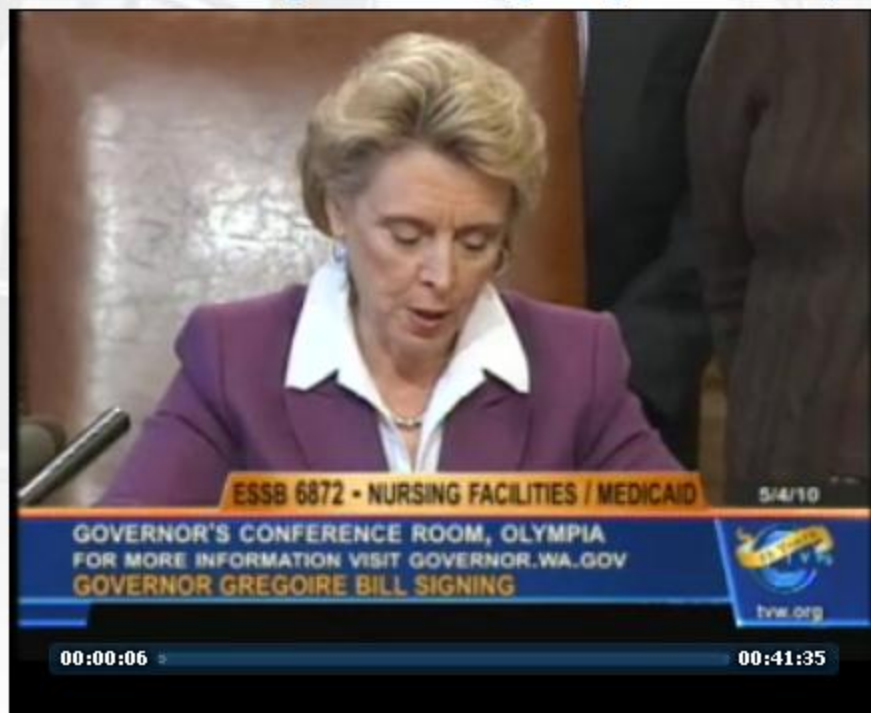 ESSB 6872 - NURSING FACILITIES / MEDICAID
5/4/10
GOVERNOR'S CONFERENCE ROOM, OLYMPIA
FOR MORE INFORMATION VISIT GOVERNOR.WA.GOV
GOVERNOR GREGOIRE BILL SIGNING
tvw.org
00:00:06
00:41:35